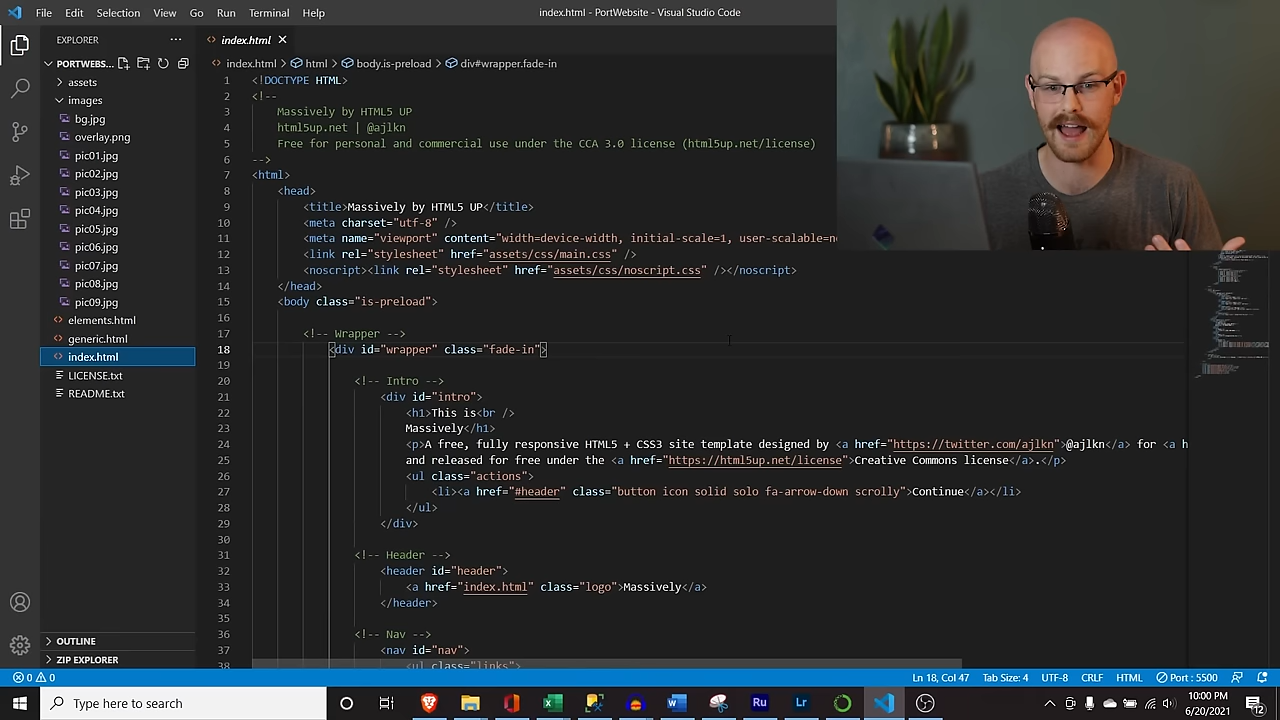 File Edit Selection View Go Run Terminal Help index.html - PortWebsite - Visual Studio Code
EXPLORER
PORTWEBS...
assets
images
bg.jpg
overlay.png
pic01.jpg
pic02.jpg
pic03.jpg
pic04.jpg
pic05.jpg
pic06.jpg
pic07.jpg
pic08.jpg
pic09.jpg
elements.html
generic.html
index.html
LICENSE.txt
README.txt
OUTLINE
ZIP EXPLORER
index.html
index.html > html > body.is-preload > div#wrapper.fade-in
1 <!DOCTYPE HTML>
2 <!--
3 Massively by HTML5 UP
4 html5up.net | @ajlkn
5 Free for personal and commercial use under the CCA 3.0 license (html5up.net/license)
6 -->
7 <html>
8 <head>
9 <title>Massively by HTML5 UP</title>
10 <meta charset="utf-8" />
11 <meta name="viewport" content="width=device-width, initial-scale=1, user-scalable=n
12 <link rel="stylesheet" href="assets/css/main.css" />
13 <noscript><link rel="stylesheet" href="assets/css/noscript.css" /></noscript>
14 </head>
15 <body class="is-preload">
16
17 <!-- Wrapper -->
18 <div id="wrapper" class="fade-in">
19
20 <!-- Intro -->
21 <div id="intro">
22 <h1>This is<br />
23 Massively</h1>
24 <p>A free, fully responsive HTML5 + CSS3 site template designed by <a href="https://twitter.com/ajlkn">@ajlkn</a> for <a h
25 and released for free under the <a href="https://html5up.net/license">Creative Commons license</a>.</p>
26 <ul class="actions">
27 <li><a href="#header" class="button icon solid solo fa-arrow-down scrolly">Continue</a></li>
28 </ul>
29 </div>
30
31 <!-- Header -->
32 <header id="header">
33 <a href="index.html" class="logo">Massively</a>
34 </header>
35
36 <!-- Nav -->
37 <nav id="nav">
38 <ul class="links">
0 0 Ln 18, Col 47 Tab Size: 4 UTF-8 CRLF HTML Port : 5500
Type here to search
Ru
Lr
10:00 PM
6/20/2021
12